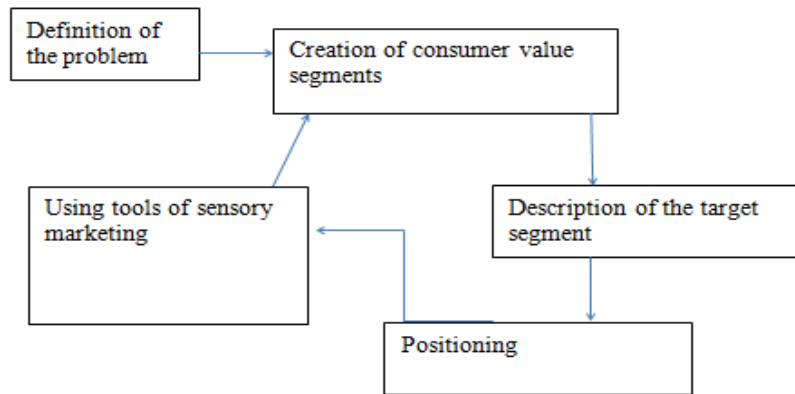 Definition of
the problem
Creation of consumer value
segments
Description of the target
segment
Positioning
Using tools of sensory
marketing